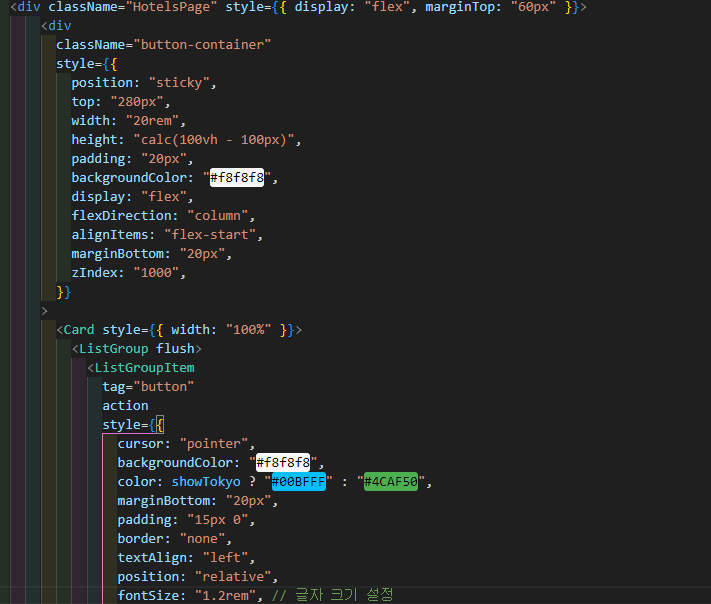 <div className="HotelsPage" style={{ display: "flex", marginTop: "60px" }}>
<div
className="button-container"
style={{
position: "sticky",
top: "280px",
width: "20rem",
height: "calc(100vh - 100px)",
padding: "20px",
backgroundColor: "#f8f8f8",
display: "flex",
flexDirection: "column",
alignItems: "flex-start",
marginBottom: "20px",
zIndex: "1000",
}}
>
<Card style={{ width: "100%" }}>
<ListGroup flush>
<ListGroupItem
tag="button"
action
style={{
cursor: "pointer",
backgroundColor: "#f8f8f8",
color: showTokyo ? "#00BFFF" : "#4CAF50",
marginBottom: "20px",
padding: "15px 0",
border: "none",
textAlign: "left",
position: "relative",
fontSize: "1.2rem", // 글자 크기 설정